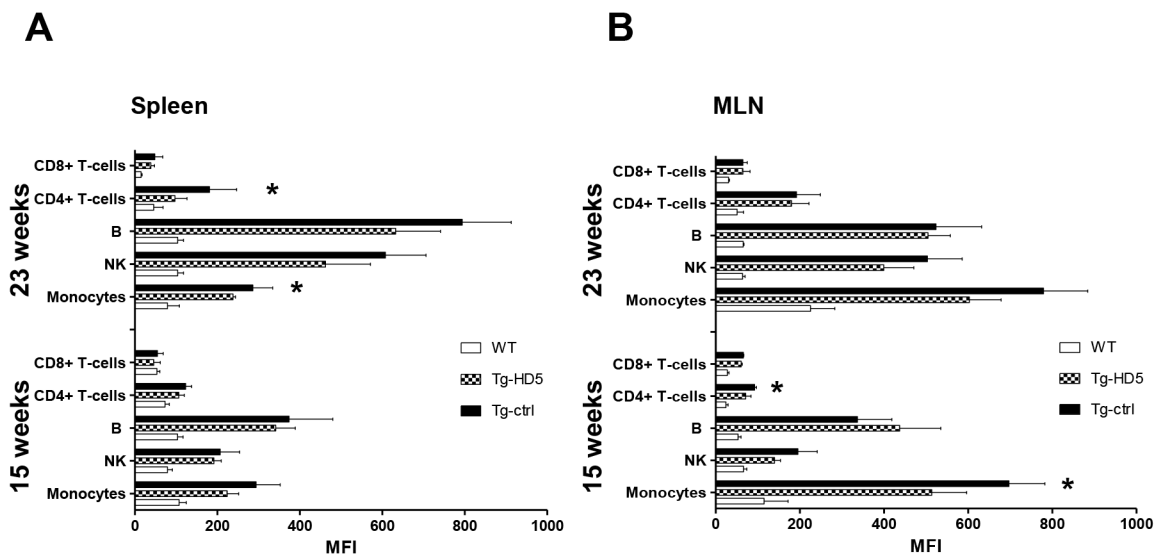 A
Spleen
23 weeks
CD8+ T-cells
CD4+ T-cells
*
B
NK
Monocytes
*
15 weeks
CD8+ T-cells
CD4+ T-cells
B
NK
Monocytes
WT
Tg-HD5
Tg-ctrl
0 200 400 600 800 1000
MFI
B
MLN
23 weeks
CD8+ T-cells
CD4+ T-cells
B
NK
Monocytes
15 weeks
CD8+ T-cells
CD4+ T-cells
*
B
NK
Monocytes
*
WT
Tg-HD5
Tg-ctrl
0 200 400 600 800 1000
MFI